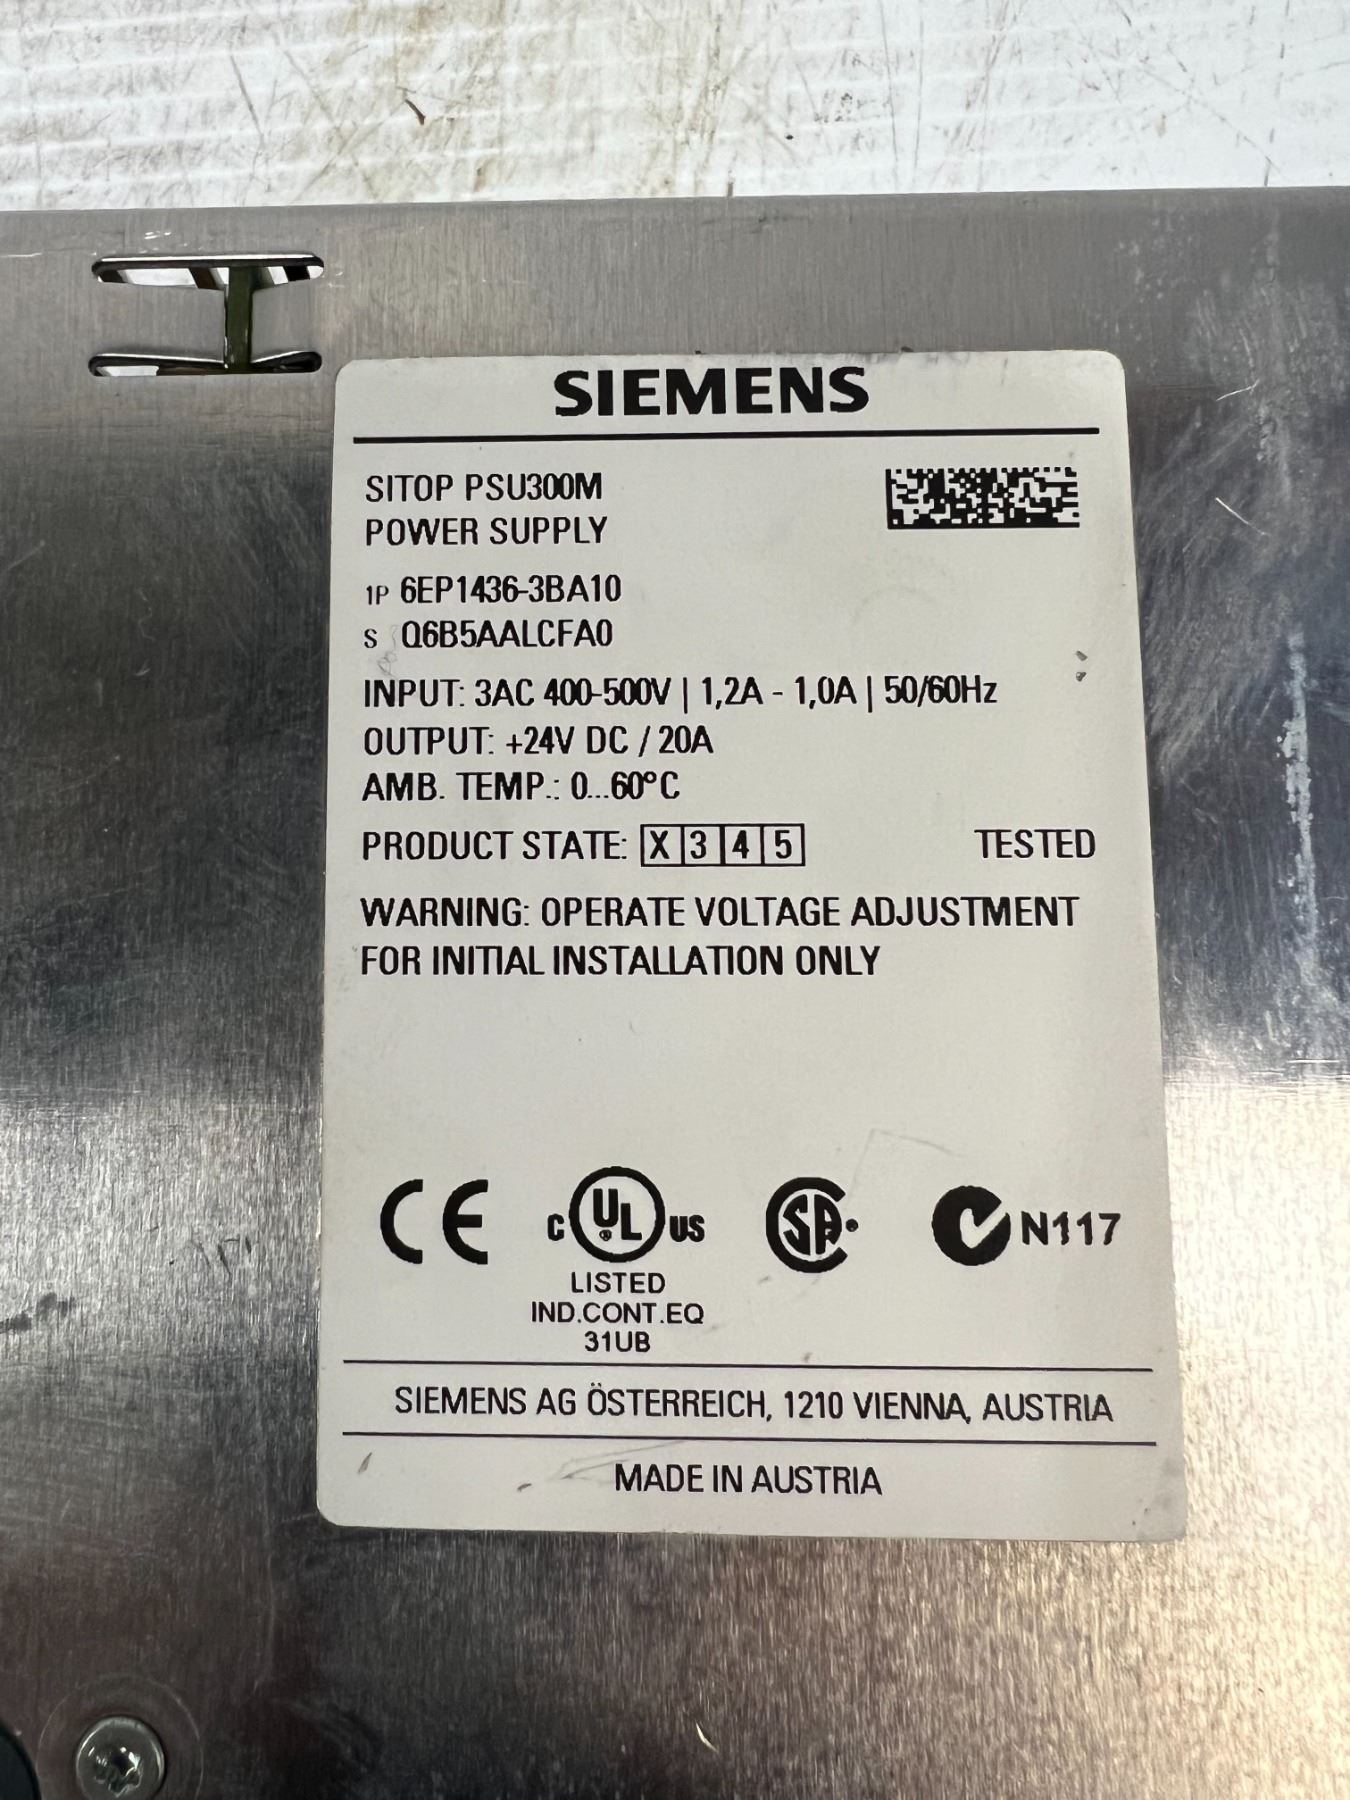 SIEMENS
SITOP PSU300M
POWER SUPPLY
1P 6EP1436-3BA10
S Q6B5AALCFA0
INPUT: 3AC 400-500V | 1,2A - 1,0A | 50/60Hz
OUTPUT: +24V DC / 20A
AMB. TEMP.: 0...60°C
PRODUCT STATE: X 3 4 5 TESTED
WARNING: OPERATE VOLTAGE ADJUSTMENT
FOR INITIAL INSTALLATION ONLY
CE C UL ® US SA N117
LISTED
IND.CONT.EQ
31UB
SIEMENS AG ÖSTERREICH, 1210 VIENNA, AUSTRIA
MADE IN AUSTRIA